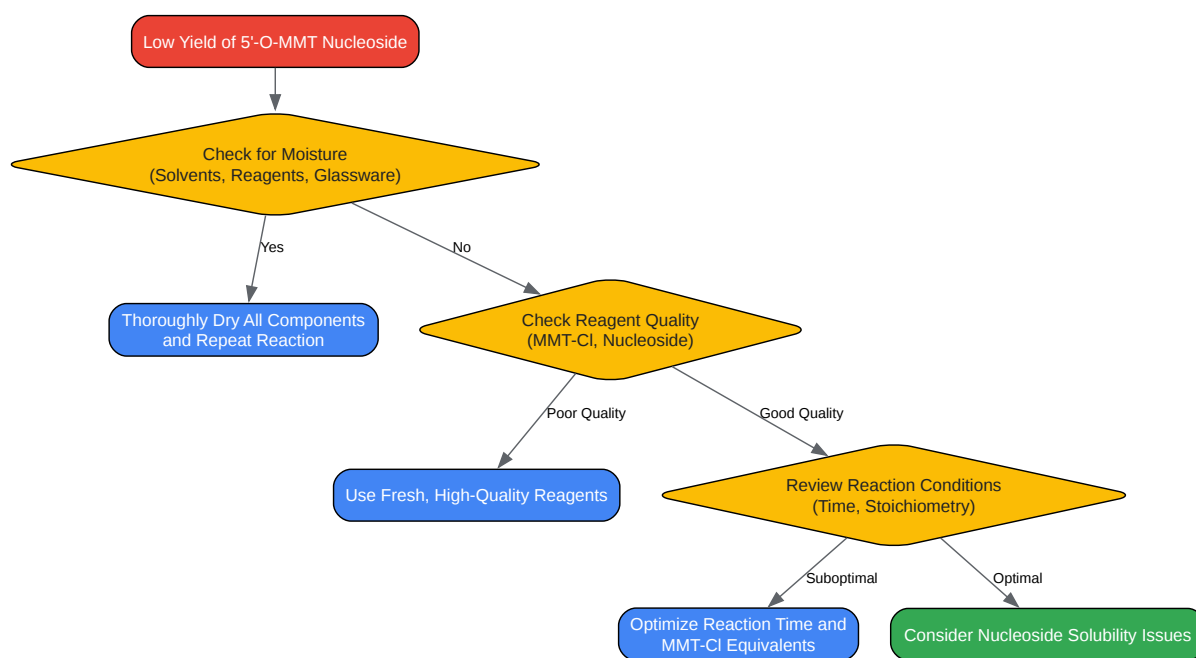 Low Yield of 5'-O-MMT Nucleoside
Check for Moisture
(Solvents, Reagents, Glassware)
Yes
No
Thoroughly Dry All Components
and Repeat Reaction
Check Reagent Quality
(MMT-Cl, Nucleoside)
Poor Quality
Good Quality
Use Fresh, High-Quality Reagents
Review Reaction Conditions
(Time, Stoichiometry)
Suboptimal
Optimal
Optimize Reaction Time and
MMT-Cl Equivalents
Consider Nucleoside Solubility Issues